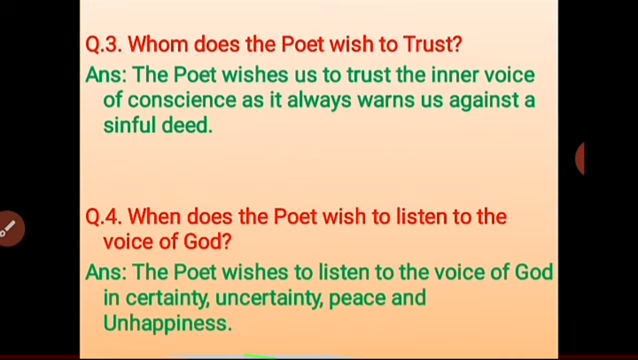 Q.3. Whom does the Poet wish to Trust?
Ans: The Poet wishes us to trust the inner voice
of conscience as it always warns us against a
sinful deed.
Q.4. When does the Poet wish to listen to the
voice of God?
Ans: The Poet wishes to listen to the voice of God
in certainty, uncertainty, peace and
Unhappiness.